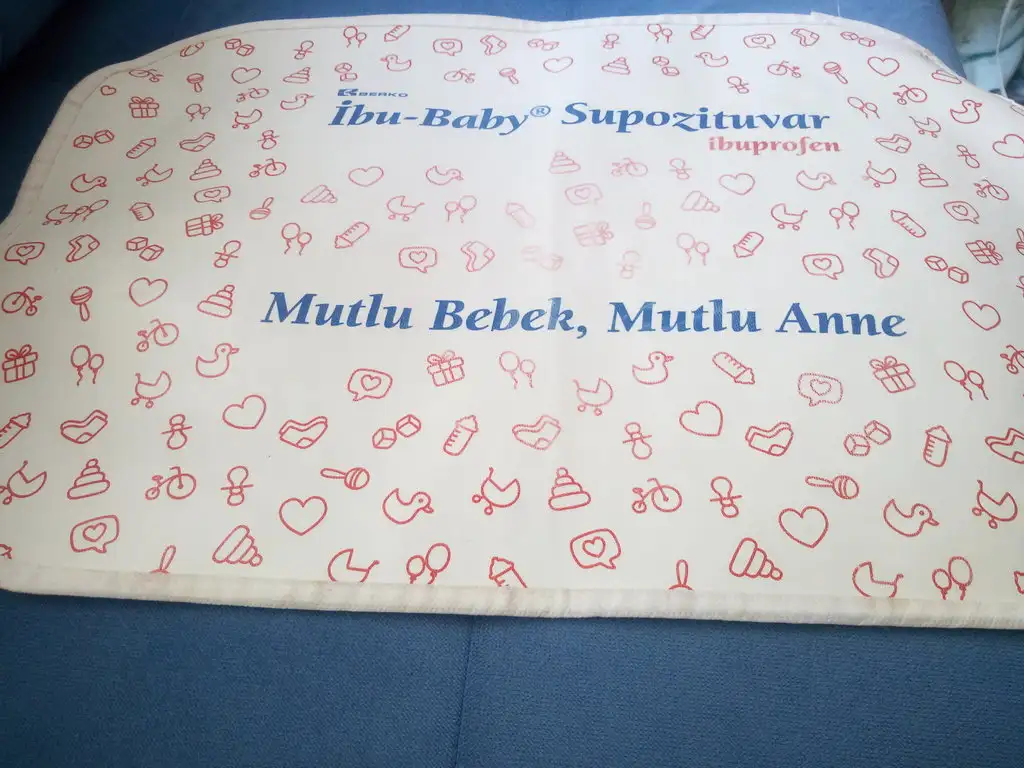 BERKO
İbu-Baby® Supozituvar
ibuprofen
Mutlu Bebek, Mutlu Anne